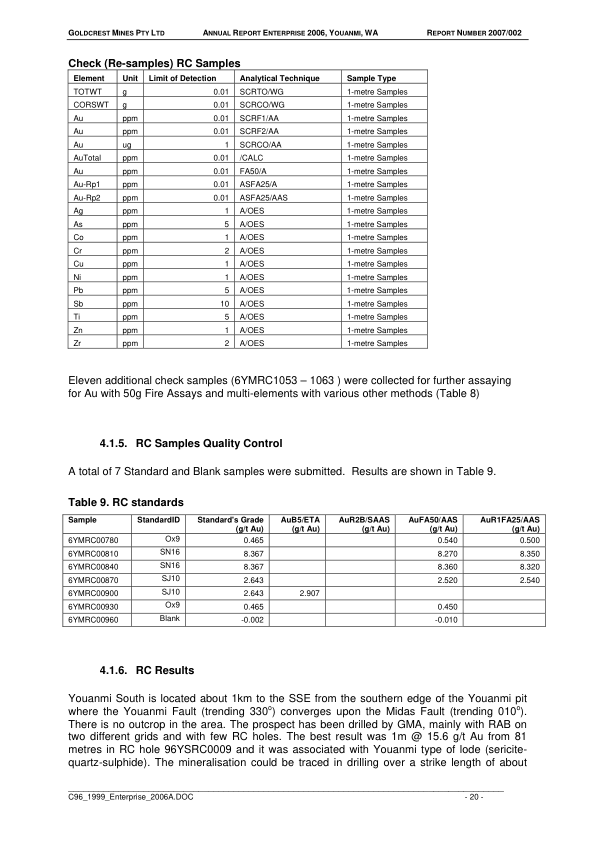 GOLDCREST MINES PTY LTD ANNUAL REPORT ENTERPRISE 2006, YOUANMI, WA REPORT NUMBER 2007/002
Check (Re-samples) RC Samples
Element Unit Limit of Detection Analytical Technique Sample Type
TOTWT g 0.01 SCRTO/WG 1-metre Samples
CORSWT g 0.01 SCRCO/WG 1-metre Samples
Au ppm 0.01 SCRF1/AA 1-metre Samples
Au ppm 0.01 SCRF2/AA 1-metre Samples
Au ug 1 SCRCO/AA 1-metre Samples
AuTotal ppm 0.01 /CALC 1-metre Samples
Au ppm 0.01 FA50/A 1-metre Samples
Au-Rp1 ppm 0.01 ASFA25/A 1-metre Samples
Au-Rp2 ppm 0.01 ASFA25/AAS 1-metre Samples
Ag ppm 1 A/OES 1-metre Samples
As ppm 5 A/OES 1-metre Samples
Co ppm 1 A/OES 1-metre Samples
Cr ppm 2 A/OES 1-metre Samples
Cu ppm 1 A/OES 1-metre Samples
Ni ppm 1 A/OES 1-metre Samples
Pb ppm 5 A/OES 1-metre Samples
Sb ppm 10 A/OES 1-metre Samples
Ti ppm 5 A/OES 1-metre Samples
Zn ppm 1 A/OES 1-metre Samples
Zr ppm 2 A/OES 1-metre Samples
Eleven additional check samples (6YMRC1053 – 1063 ) were collected for further assaying
for Au with 50g Fire Assays and multi-elements with various other methods (Table 8)
4.1.5. RC Samples Quality Control
A total of 7 Standard and Blank samples were submitted. Results are shown in Table 9.
Table 9. RC standards
Sample StandardID Standard's Grade AuB5/ETA AuR2B/SAAS AuFA50/AAS AuR1FA25/AAS
(g/t Au) (g/t Au) (g/t Au) (g/t Au) (g/t Au)
6YMRC00780 Ox9 0.465 0.540 0.500
6YMRC00810 SN16 8.367 8.270 8.350
6YMRC00840 SN16 8.367 8.360 8.320
6YMRC00870 SJ10 2.643 2.520 2.540
6YMRC00900 SJ10 2.643 2.907
6YMRC00930 Ox9 0.465 0.450
6YMRC00960 Blank -0.002 -0.010
4.1.6. RC Results
Youanmi South is located about 1km to the SSE from the southern edge of the Youanmi pit
where the Youanmi Fault (trending 330°) converges upon the Midas Fault (trending 010°).
There is no outcrop in the area. The prospect has been drilled by GMA, mainly with RAB on
two different grids and with few RC holes. The best result was 1m @ 15.6 g/t Au from 81
metres in RC hole 96YSRC0009 and it was associated with Youanmi type of lode (sericite-
quartz-sulphide). The mineralisation could be traced in drilling over a strike length of about
C96_1999_Enterprise_2006A.DOC - 20 -